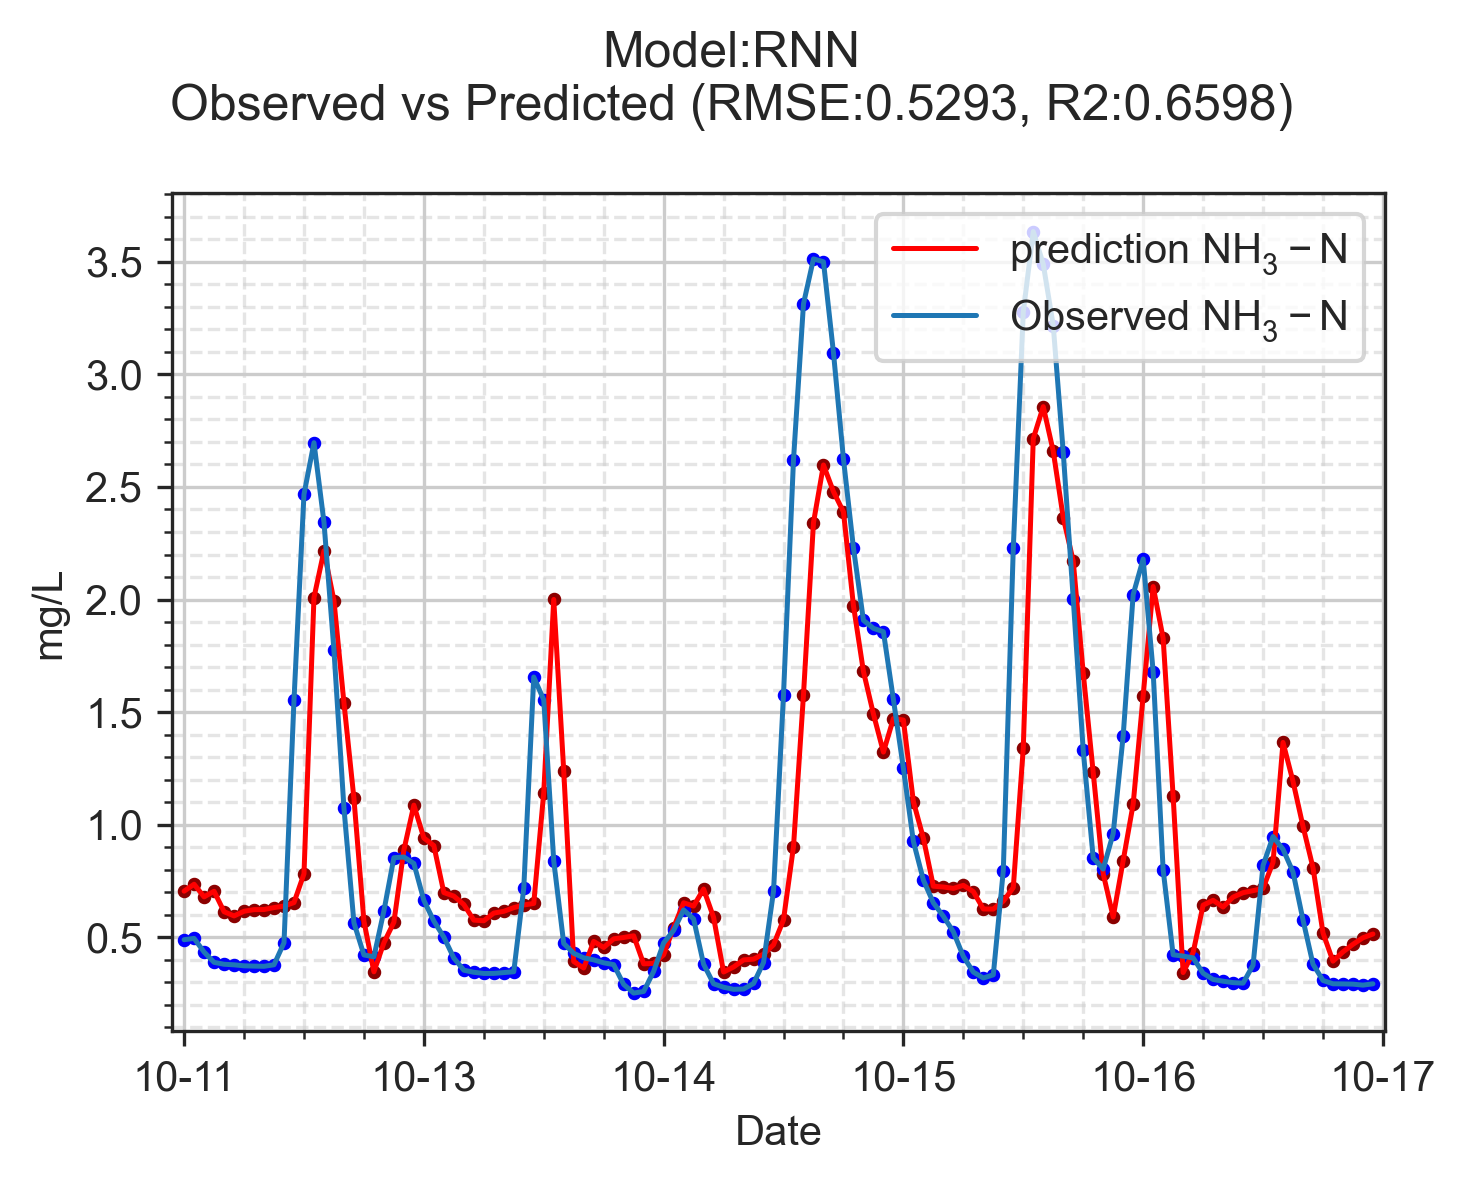 Model:RNN
Observed vs Predicted (RMSE:0.5293, R2:0.6598)
prediction NH₃ − N
Observed NH₃ − N
3.5
3.0
2.5
2.0
1.5
1.0
0.5
mg/L
10-11 10-13 10-14 10-15 10-16 10-17
Date